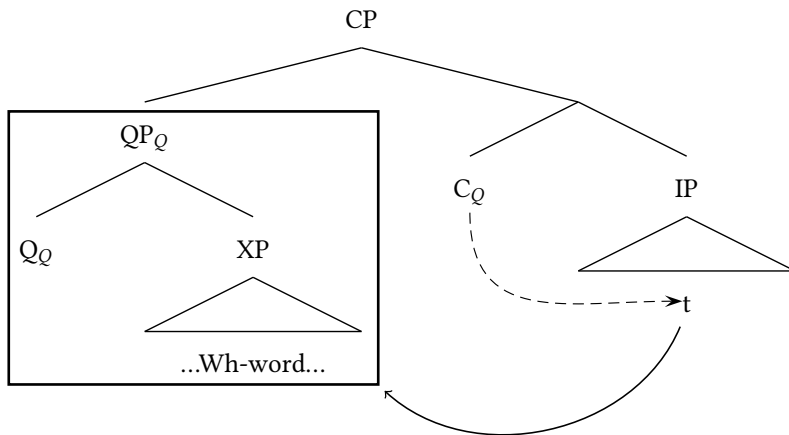 CP
QP_Q
C_Q IP
Q_Q XP
t
...Wh-word...